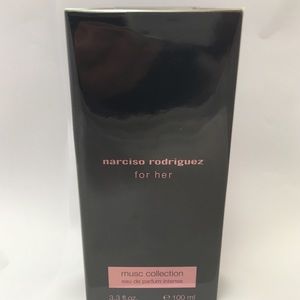 narciso rodriguez
for her
musc collection
eau de parfum intense
3.3 fl oz. ℮ 100 ml